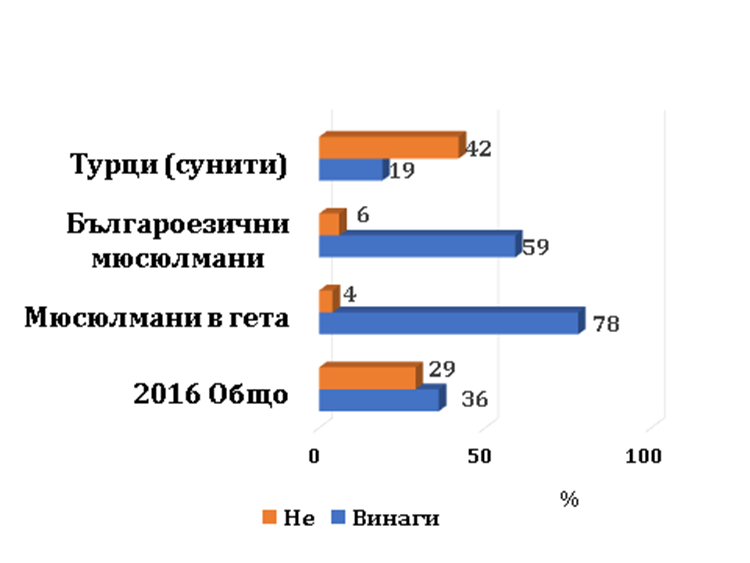 Турци (сунити)
42
19
Българоезични
мюсюлмани
6
59
Мюсюлмани в гета
4
78
2016 Общо
29
36
0 50 100
%
Не Винаги